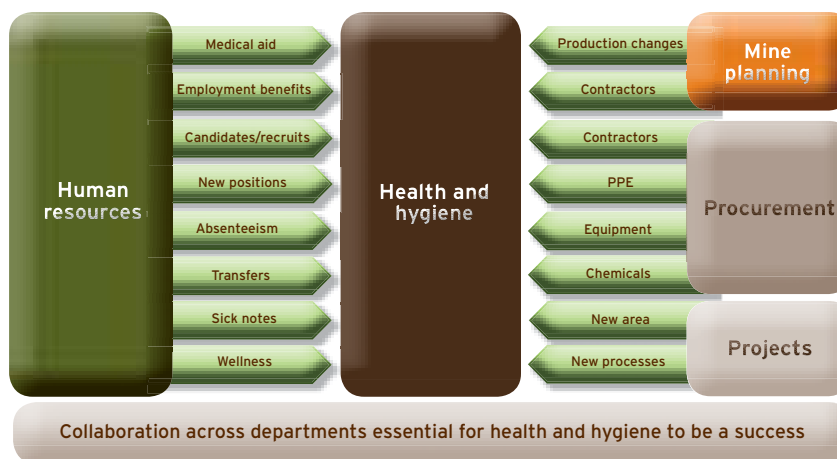 Human
resources
Medical aid
Employment benefits
Candidates/recruits
New positions
Absenteeism
Transfers
Sick notes
Wellness
Health and
hygiene
Production changes
Contractors
Contractors
PPE
Equipment
Chemicals
New area
New processes
Mine
planning
Procurement
Projects
Collaboration across departments essential for health and hygiene to be a success